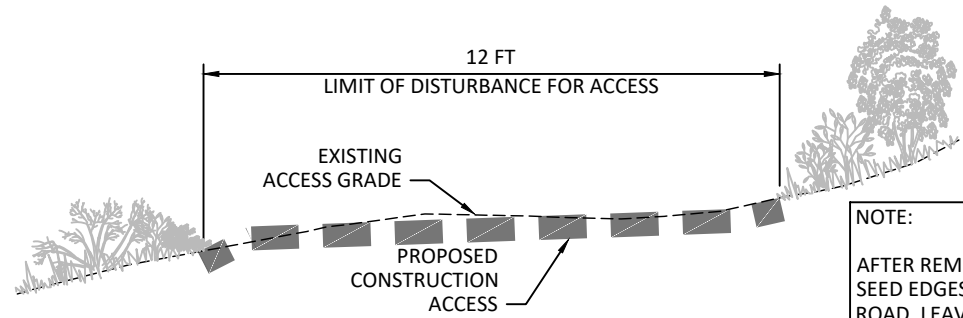 12 FT
LIMIT OF DISTURBANCE FOR ACCESS
EXISTING
ACCESS GRADE
PROPOSED
CONSTRUCTION
ACCESS
NOTE:
AFTER REM
SEED EDGES
ROAD. LEAV